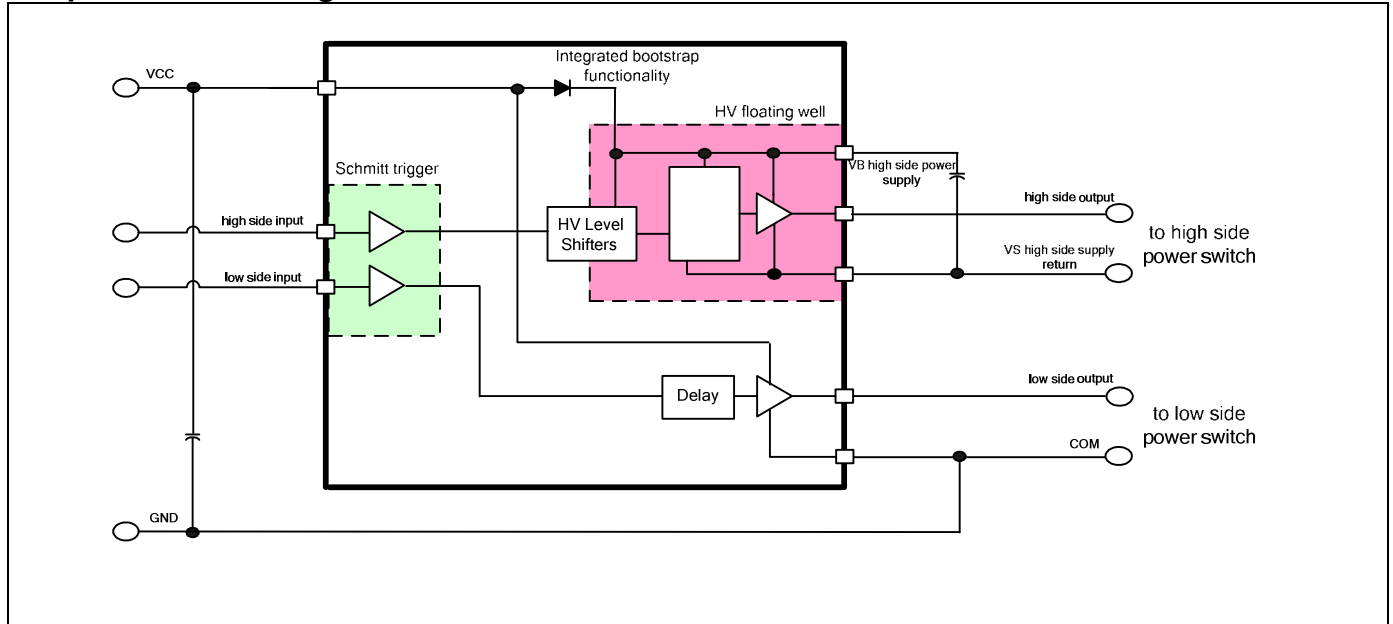 Integrated bootstrap
functionality
VCC
HV floating well
Schmitt trigger
VB high side power
supply
high side output
high side input
HV Level
Shifters
to high side
power switch
VS high side supply
return
low side input
low side output
Delay
to low side
power switch
COM
GND